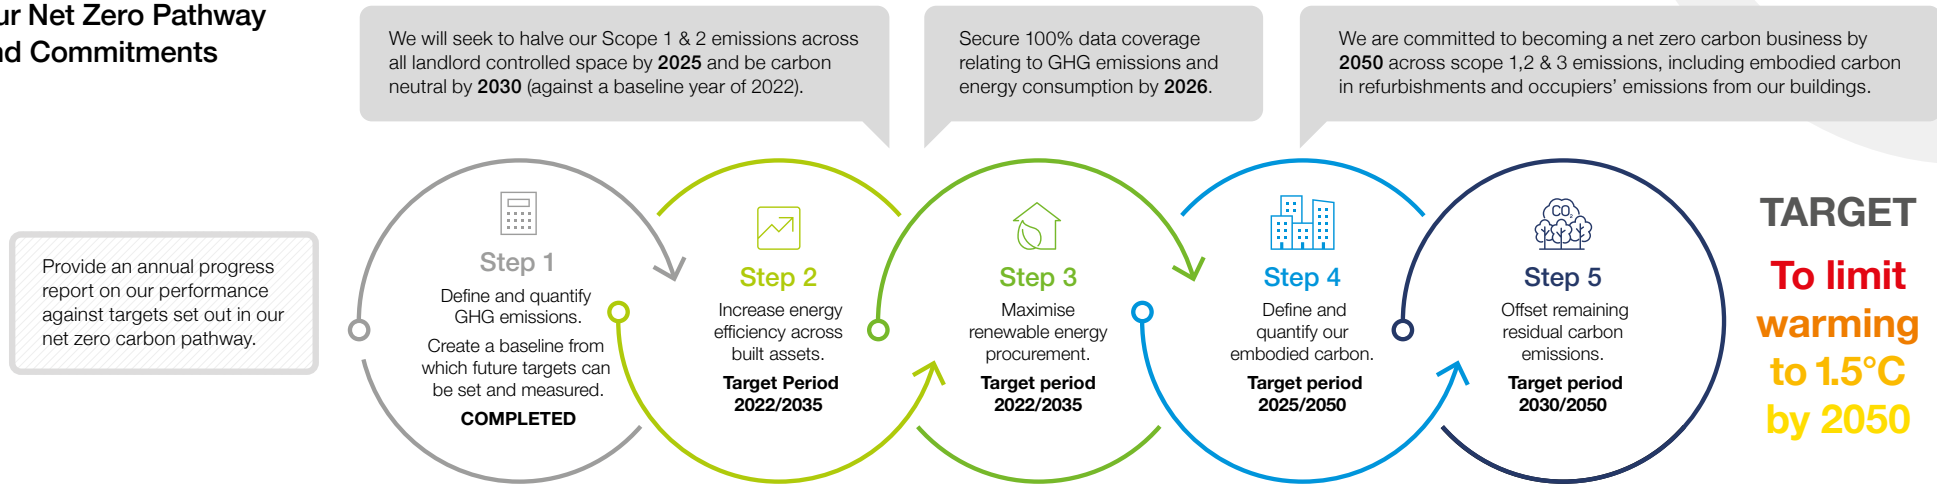 ur Net Zero Pathway
nd Commitments
We will seek to halve our Scope 1 & 2 emissions across
all landlord controlled space by 2025 and be carbon
neutral by 2030 (against a baseline year of 2022).
Secure 100% data coverage
relating to GHG emissions and
energy consumption by 2026.
We are committed to becoming a net zero carbon business by
2050 across scope 1,2 & 3 emissions, including embodied carbon
in refurbishments and occupiers’ emissions from our buildings.
Provide an annual progress
report on our performance
against targets set out in our
net zero carbon pathway.
Step 1
Define and quantify
GHG emissions.
Create a baseline from
which future targets can
be set and measured.
COMPLETED
Step 2
Increase energy
efficiency across
built assets.
Target Period
2022/2035
Step 3
Maximise
renewable energy
procurement.
Target period
2022/2035
Step 4
Define and
quantify our
embodied carbon.
Target period
2025/2050
CO₂
Step 5
Offset remaining
residual carbon
emissions.
Target period
2030/2050
TARGET
To limit
warming
to 1.5°C
by 2050